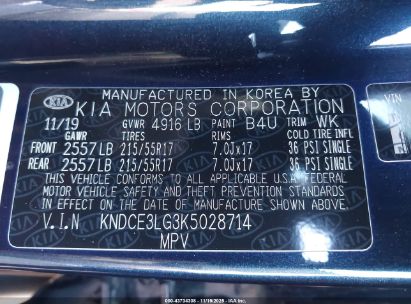 MANUFACTURED IN KOREA BY
KIA
KIA MOTORS CORPORATION
11/19 GVWR 4916 LB PAINT B4U TRIM WK
GAWR TIRES RIMS COLD TIRE INFL
FRONT 2557LB 215/55R17 7.0Jx17 36 PSI SINGLE
REAR 2557LB 215/55R17 7.0Jx17 36 PSI SINGLE
THIS VEHICLE CONFORMS TO ALL APPLICABLE U.S.A. FEDERAL
MOTOR VEHICLE SAFETY AND THEFT PREVENTION STANDARDS
IN EFFECT ON THE DATE OF MANUFACTURE SHOWN ABOVE.
V.I.N KNDCE3LG3K5028714
MPV
VIN